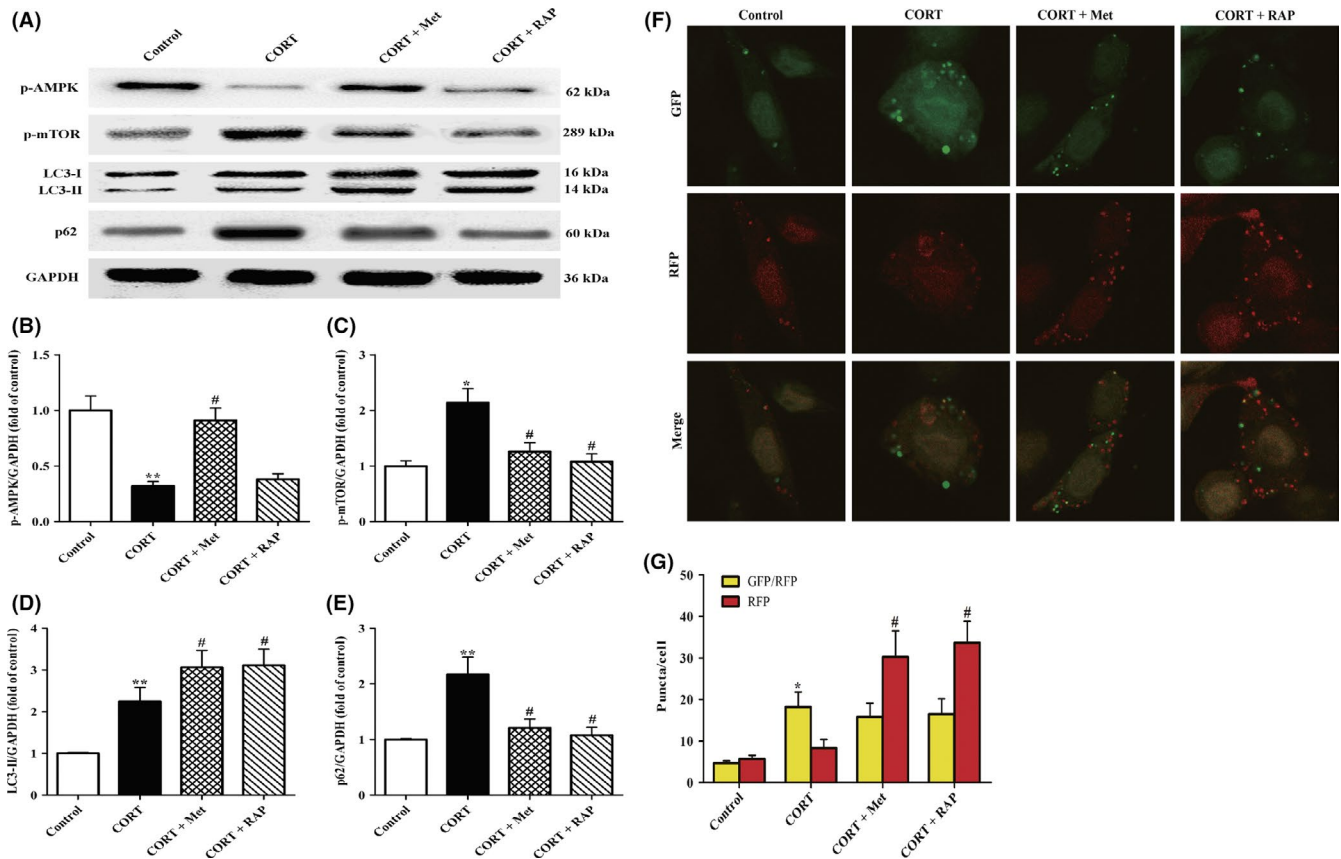 (A)
Control CORT CORT + Met CORT + RAP
p-AMPK 62 kDa
p-mTOR 289 kDa
LC3-I 16 kDa
LC3-II 14 kDa
p62 60 kDa
GAPDH 36 kDa
(B)
p-AMPK/GAPDH (fold of control)
1.5
1.0
0.5
0.0
**
#
Control CORT CORT + Met CORT + RAP
(C)
p-mTOR/GAPDH (fold of control)
3
2
1
0
*
#
#
Control CORT CORT + Met CORT + RAP
(D)
LC3-II/GAPDH (fold of control)
4
3
2
1
0
**
#
#
Control CORT CORT + Met CORT + RAP
(E)
p62/GAPDH (fold of control)
3
2
1
0
**
#
#
Control CORT CORT + Met CORT + RAP
(F)
Control CORT CORT + Met CORT + RAP
GFP
RFP
Merge
(G)
Puncta/cell
50
40
30
20
10
0
GFP/RFP
RFP
*
#
#
Control CORT CORT + Met CORT + RAP